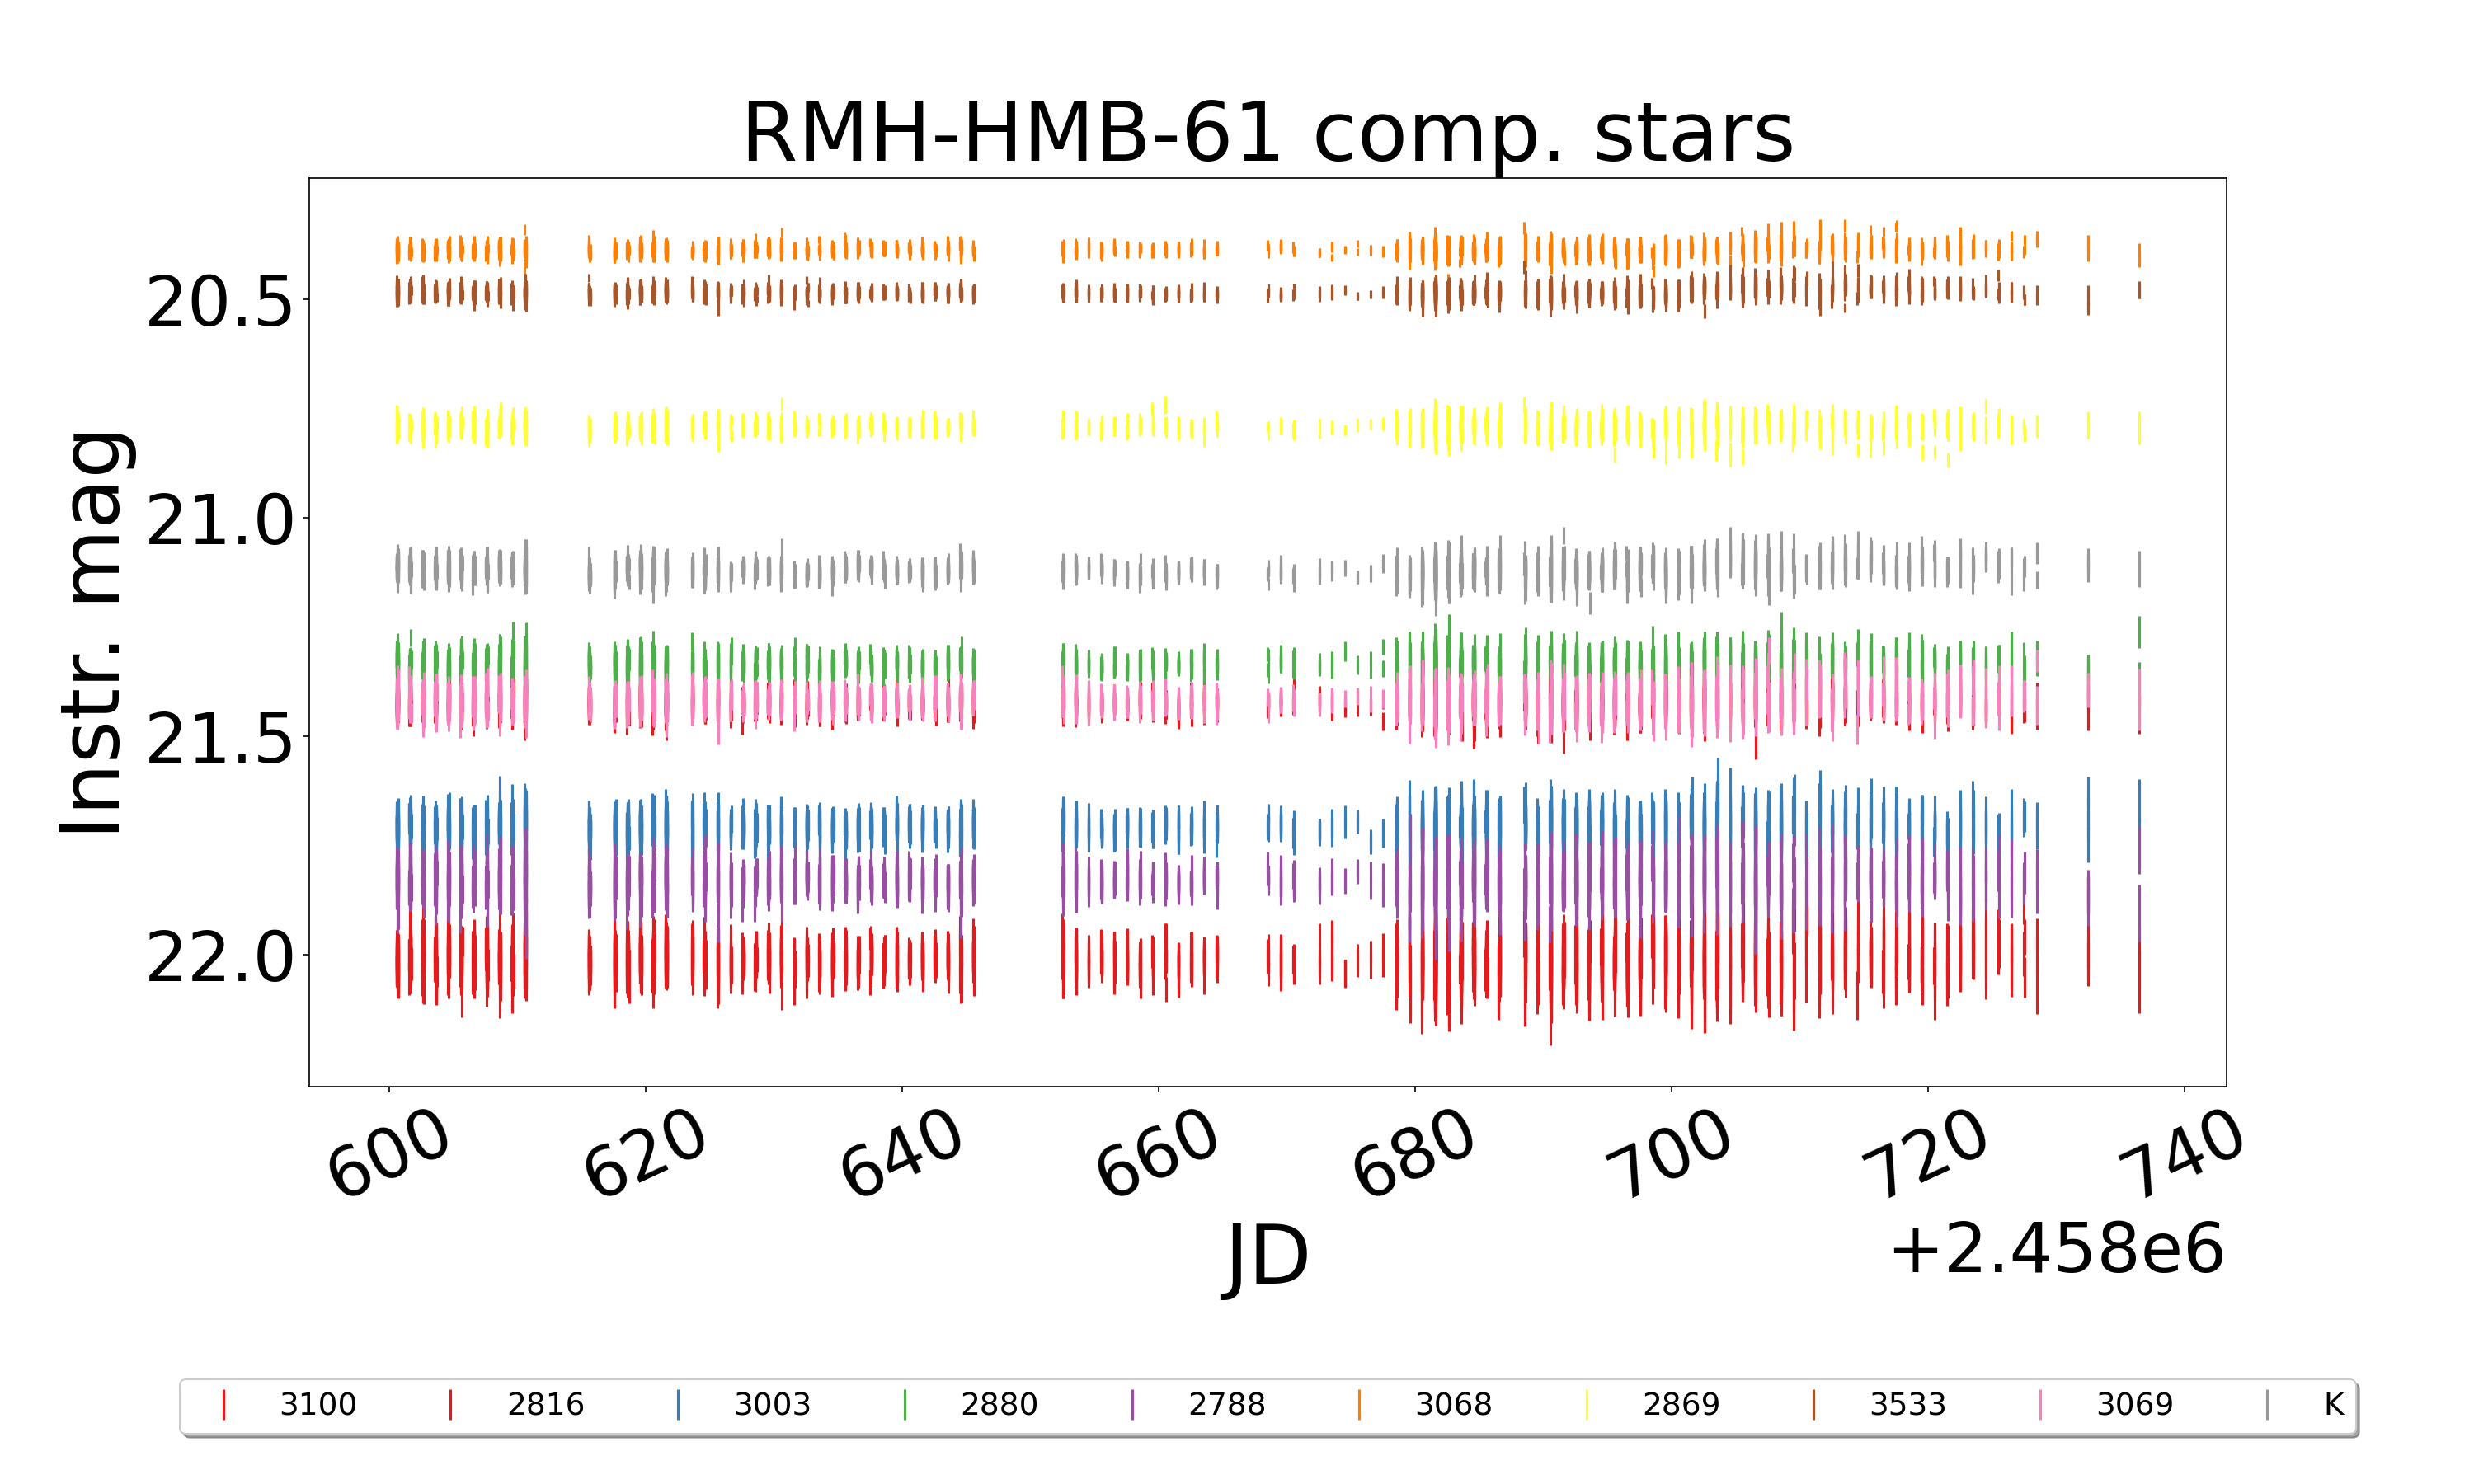 RMH-HMB-61 comp. stars
Instr. mag
20.5
21.0
21.5
22.0
600 620 640 660 680 700 720 740
JD
+2.458e6
3100 2816 3003 2880 2788 3068 2869 3533 3069 K